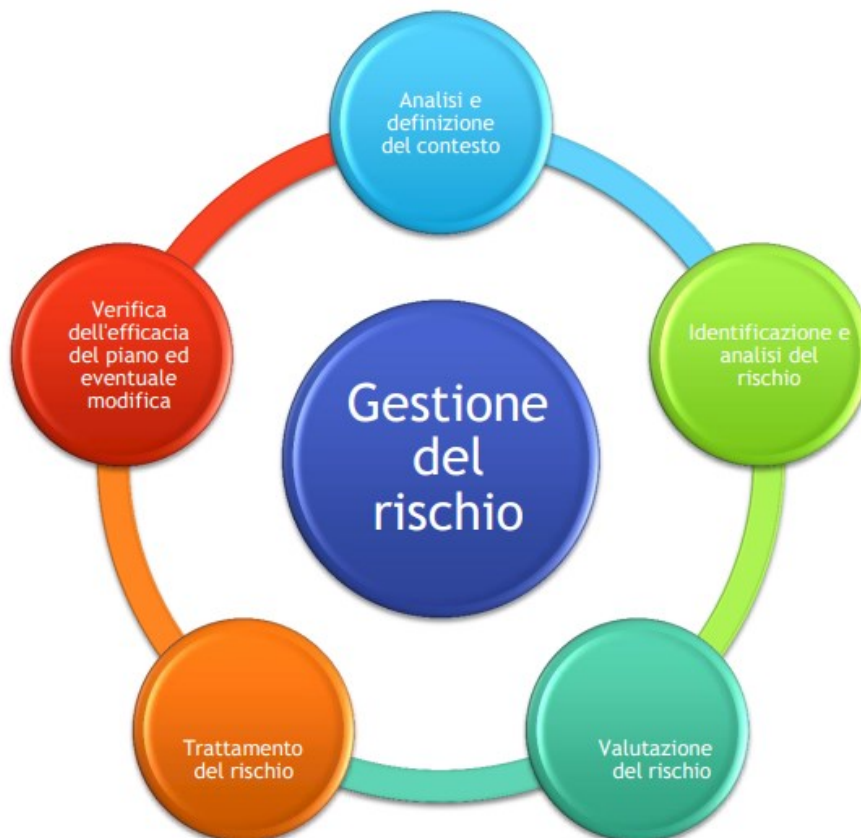 Analisi e
definizione
del contesto
Identificazione e
analisi del
rischio
Valutazione
del rischio
Trattamento
del rischio
Verifica
dell'efficacia
del piano ed
eventuale
modifica
Gestione
del
rischio